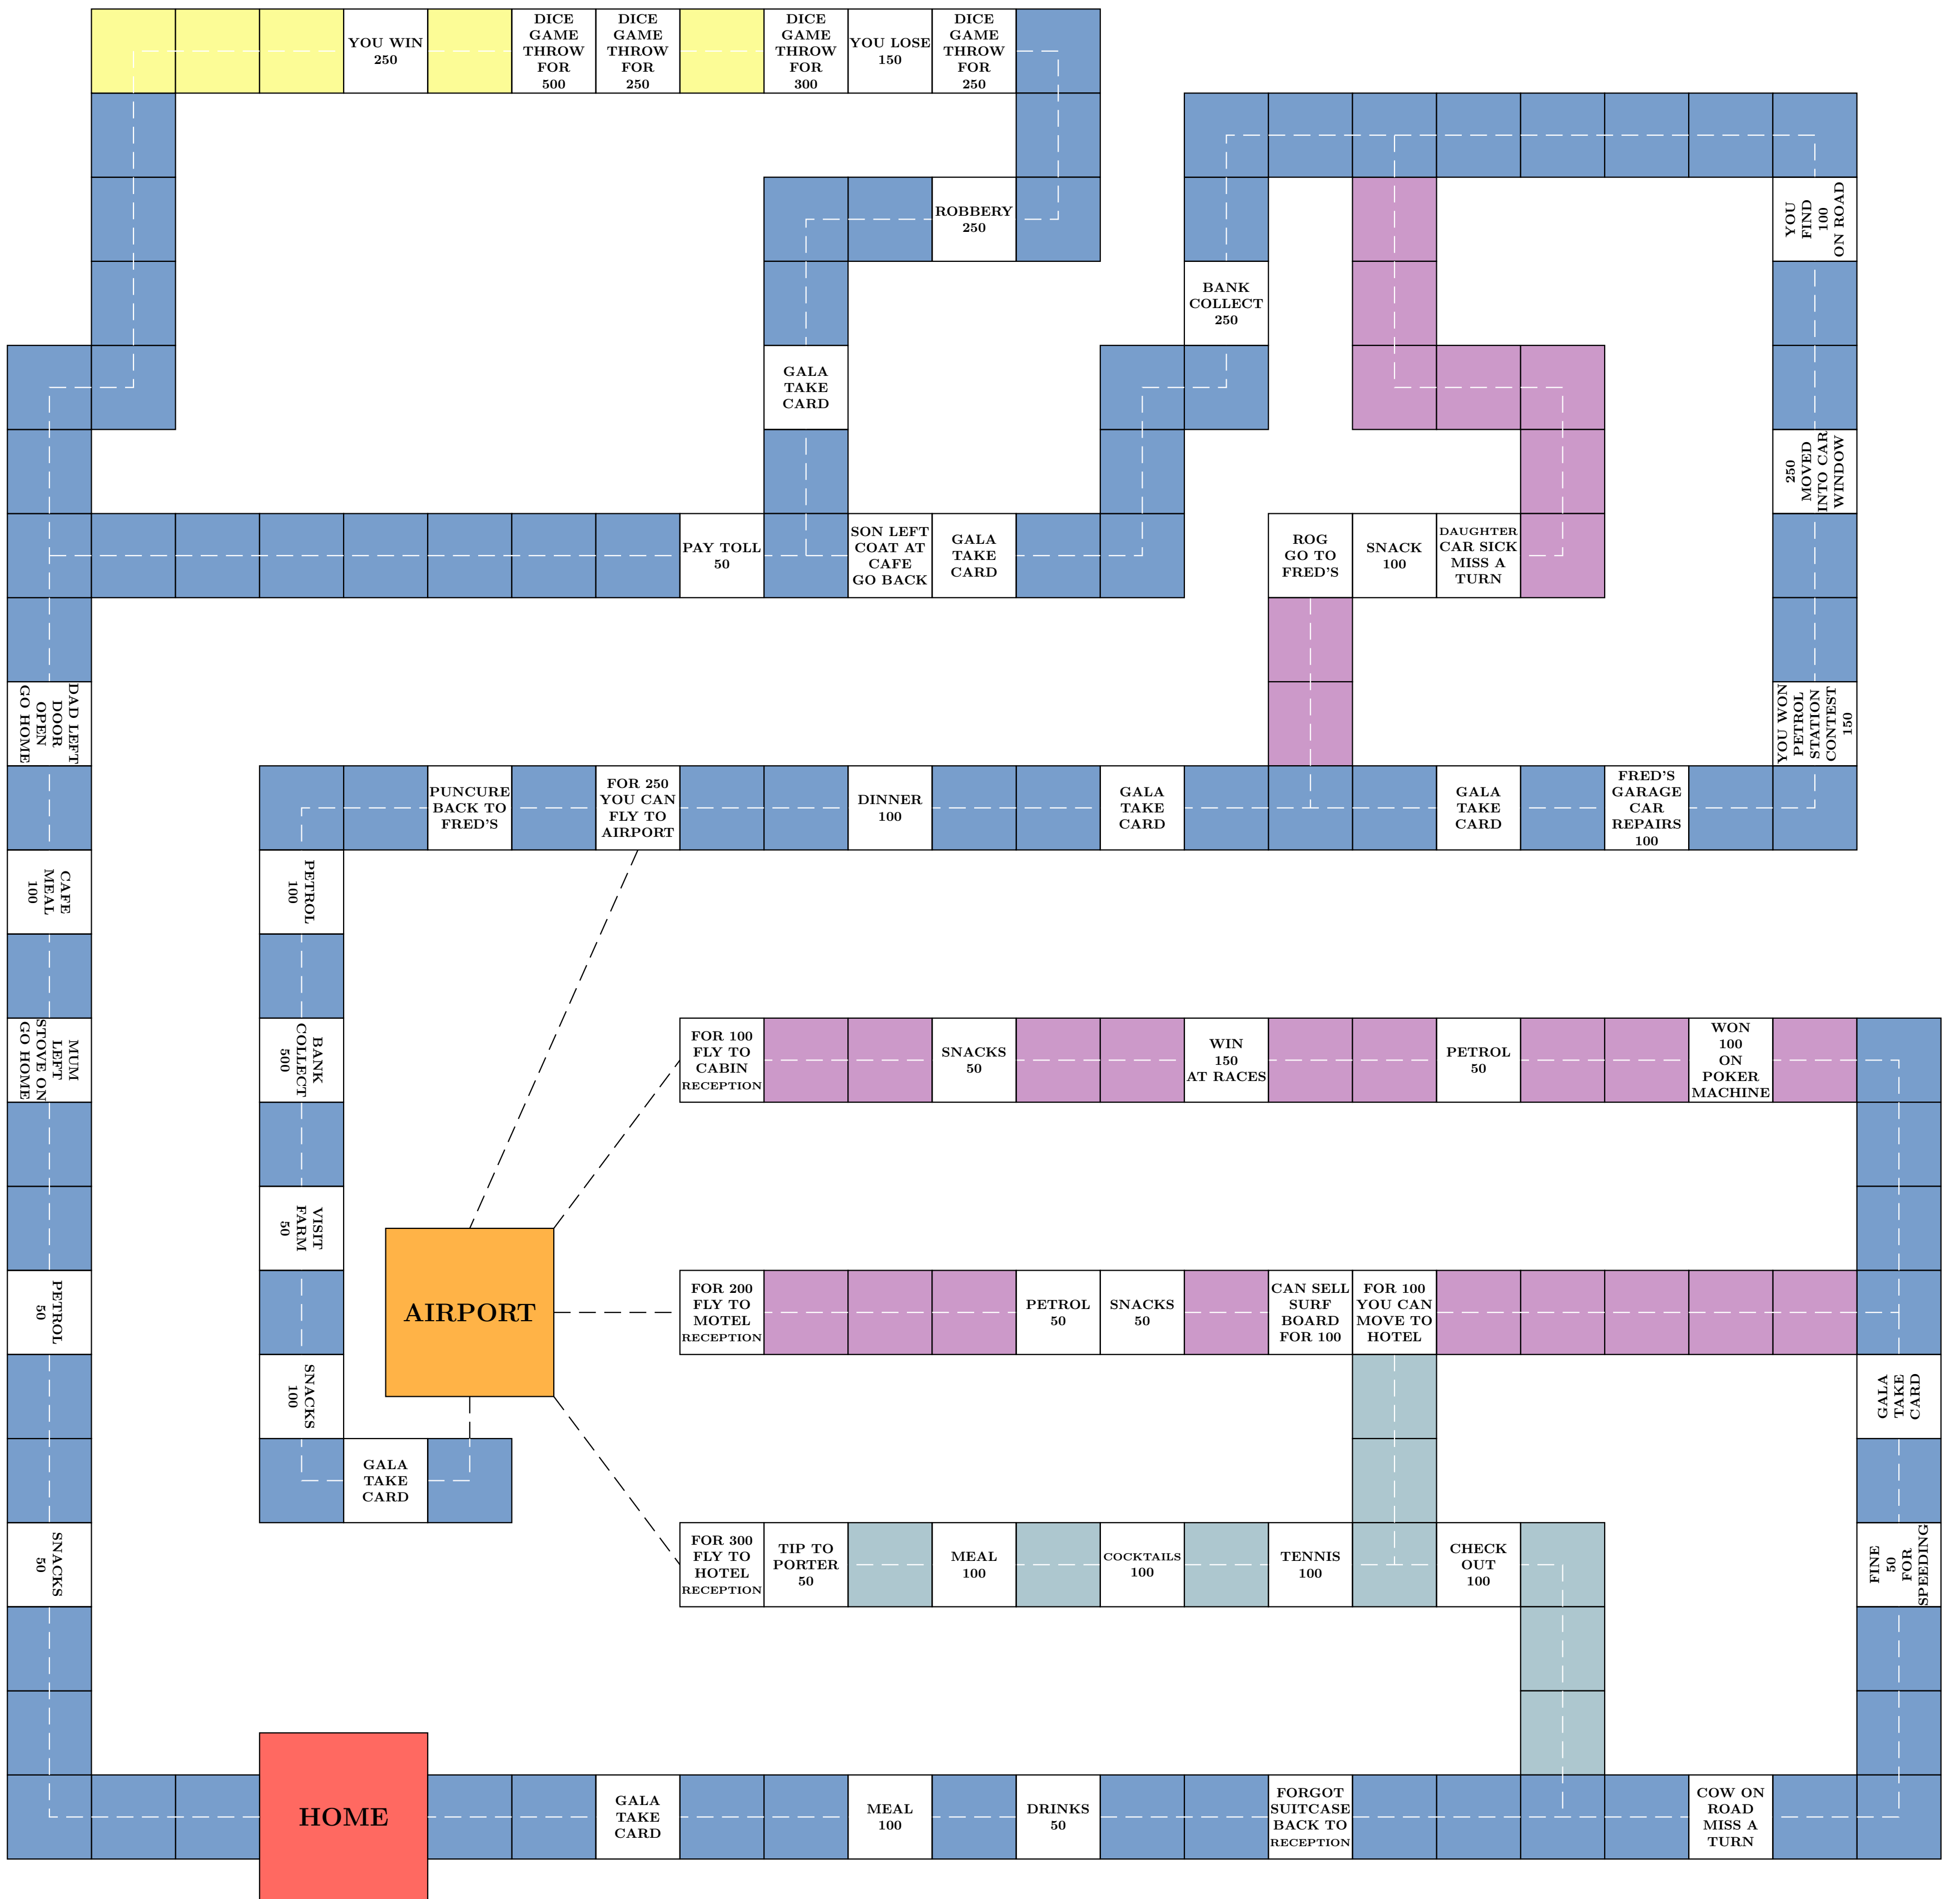 YOU WIN
250
DICE
GAME
THROW
FOR
500
DICE
GAME
THROW
FOR
250
DICE
GAME
THROW
FOR
300
YOU LOSE
150
DICE
GAME
THROW
FOR
250
ROBBERY
250
YOU
FIND
100
ON ROAD
BANK
COLLECT
250
GALA
TAKE
CARD
250
MOVED
INTO CAR
WINDOW
PAY TOLL
50
SON LEFT
COAT AT
CAFE
GO BACK
GALA
TAKE
CARD
ROG
GO TO
FRED'S
SNACK
100
DAUGHTER
CAR SICK
MISS A
TURN
DAD LEFT
DOOR
OPEN
GO HOME
YOU WON
PETROL
STATION
CONTEST
150
PUNCURE
BACK TO
FRED'S
FOR 250
YOU CAN
FLY TO
AIRPORT
DINNER
100
GALA
TAKE
CARD
GALA
TAKE
CARD
FRED'S
GARAGE
CAR
REPAIRS
100
CAFE
MEAL
100
PETROL
100
MUM
LEFT
STOVE ON
GO HOME
BANK
COLLECT
500
FOR 100
FLY TO
CABIN
RECEPTION
SNACKS
50
WIN
150
AT RACES
PETROL
50
WON
100
ON
POKER
MACHINE
VISIT
FARM
50
PETROL
50
AIRPORT
FOR 200
FLY TO
MOTEL
RECEPTION
PETROL
50
SNACKS
50
CAN SELL
SURF
BOARD
FOR 100
FOR 100
YOU CAN
MOVE TO
HOTEL
SNACKS
100
GALA
TAKE
CARD
GALA
TAKE
CARD
SNACKS
50
FOR 300
FLY TO
HOTEL
RECEPTION
TIP TO
PORTER
50
MEAL
100
COCKTAILS
100
TENNIS
100
CHECK
OUT
100
FINE
50
FOR
SPEEDING
HOME
GALA
TAKE
CARD
MEAL
100
DRINKS
50
FORGOT
SUITCASE
BACK TO
RECEPTION
COW ON
ROAD
MISS A
TURN